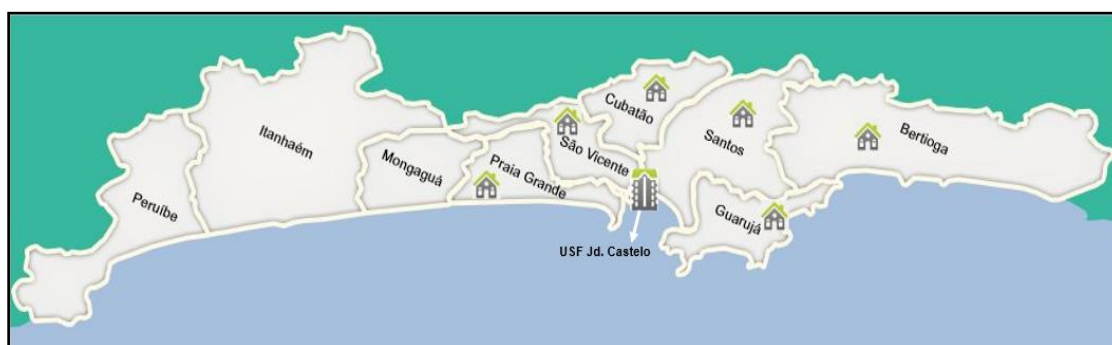 Peruíbe
Itanhaém
Mongaguá
Praia Grande
São Vicente
Cubatão
Santos
Guarujá
Bertioga
USF Jd. Castelo